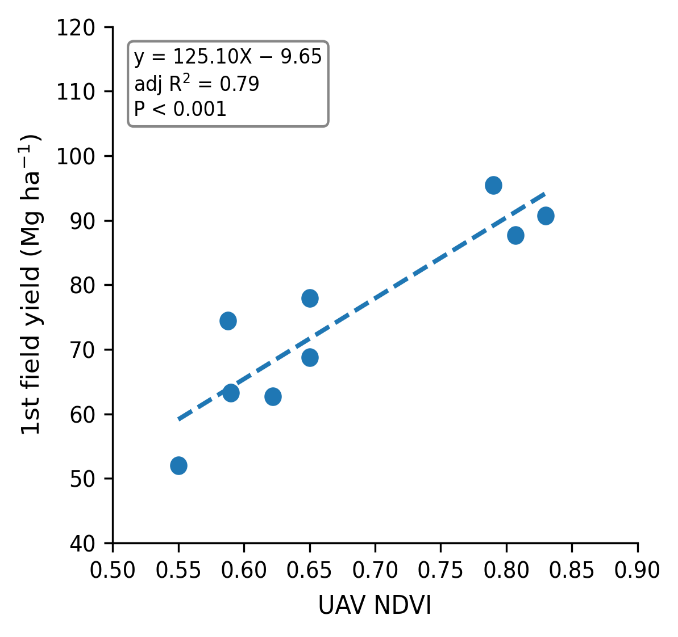 120
110
100
90
80
70
60
50
40
1st field yield (Mg ha⁻¹)
y = 125.10X − 9.65
adj R² = 0.79
P < 0.001
0.50 0.55 0.60 0.65 0.70 0.75 0.80 0.85 0.90
UAV NDVI